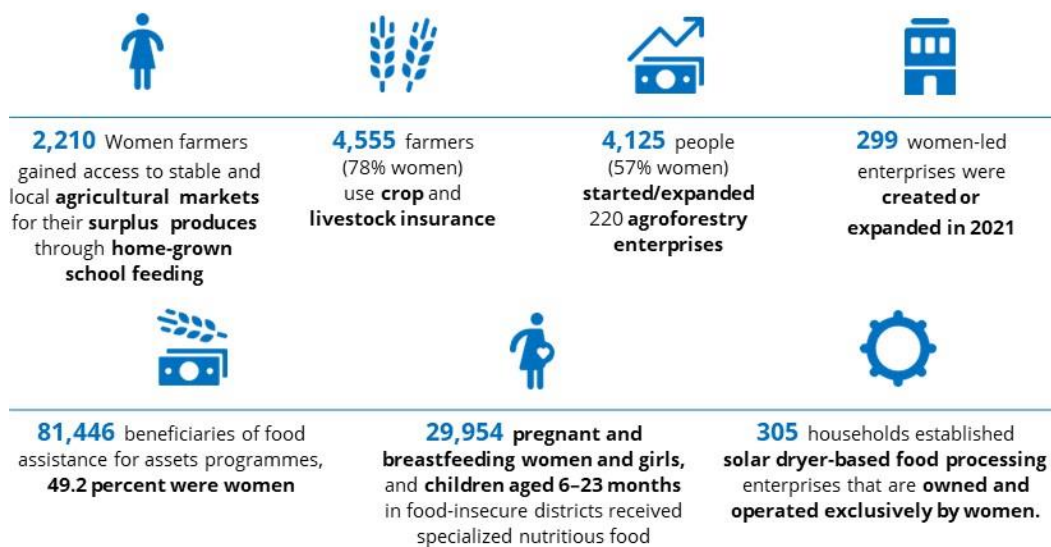 2,210 Women farmers
gained access to stable and
local agricultural markets
for their surplus produces
through home-grown
school feeding
4,555 farmers
(78% women)
use crop and
livestock insurance
4,125 people
(57% women)
started/expanded
220 agroforestry
enterprises
299 women-led
enterprises were
created or
expanded in 2021
81,446 beneficiaries of food
assistance for assets programmes,
49.2 percent were women
29,954 pregnant and
breastfeeding women and girls,
and children aged 6–23 months
in food-insecure districts received
specialized nutritious food
305 households established
solar dryer-based food processing
enterprises that are owned and
operated exclusively by women.